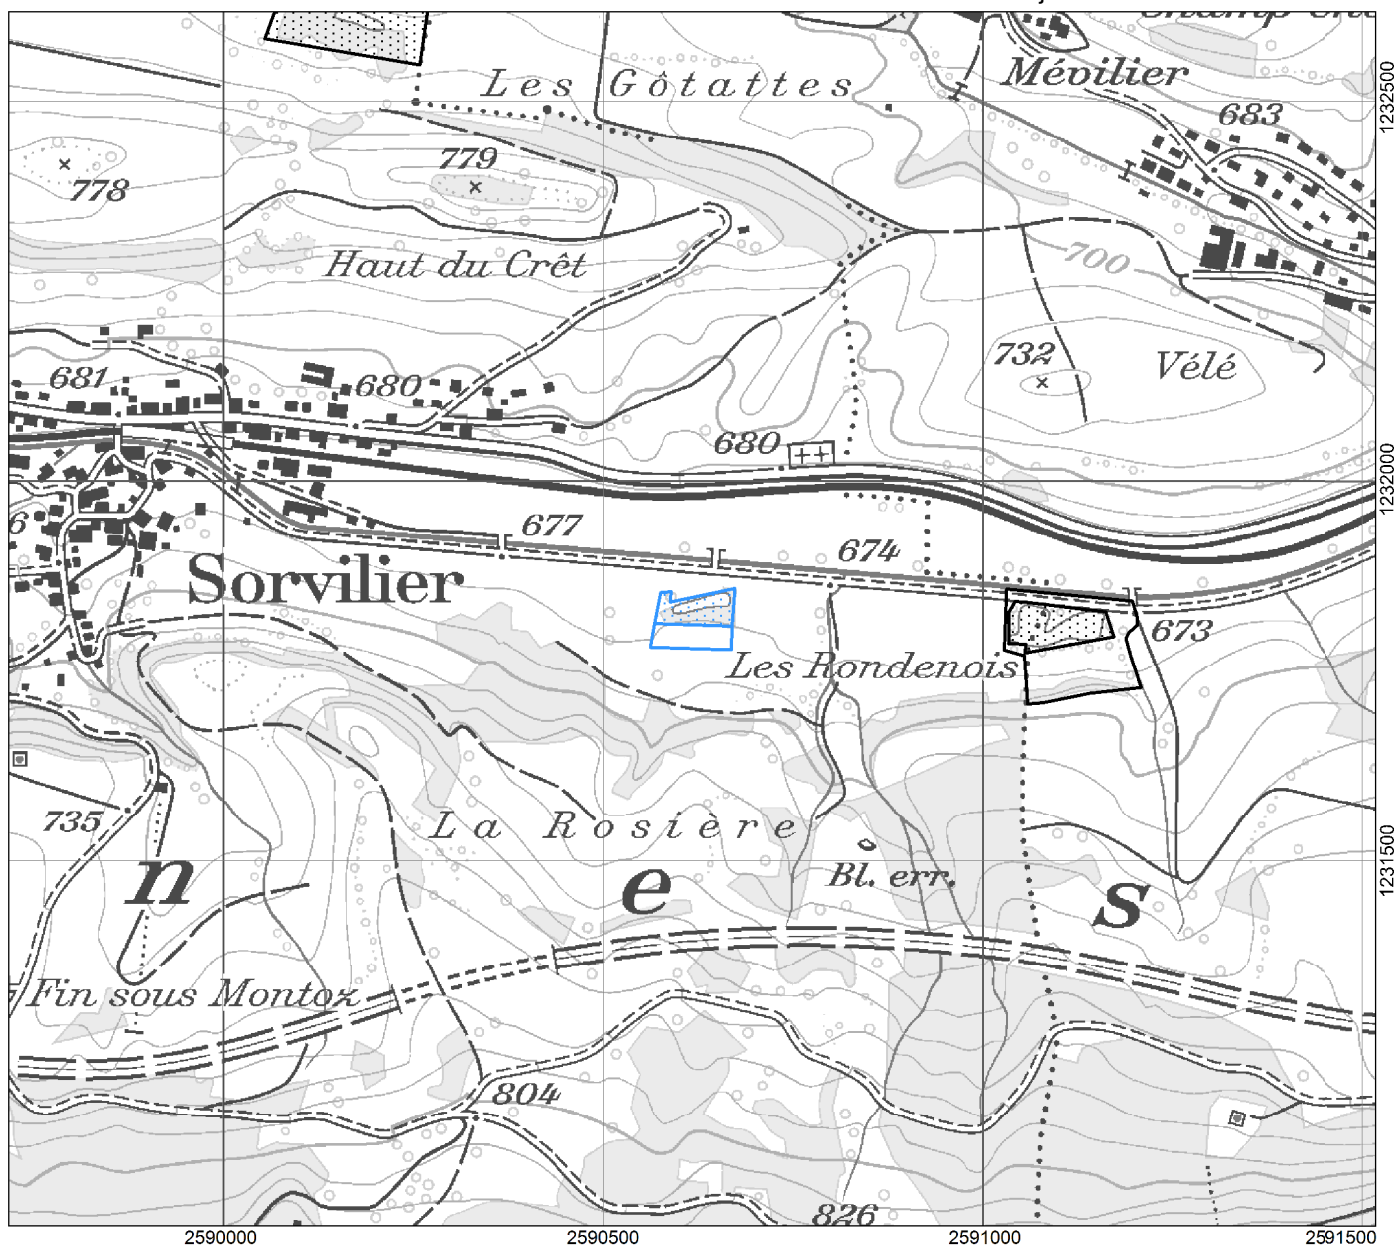 Les Gôtattes
Mévilier
683
779
778
Haut du Crêt
700
732
Vélé
681
680
680
6
677
674
Sorvilier
673
Les Rondenois
735
La Rosière
Bl. err.
n e s
Fin sous Montoz
804
826
2590000 2590500 2591000 2591500
1232500
1232000
1231500